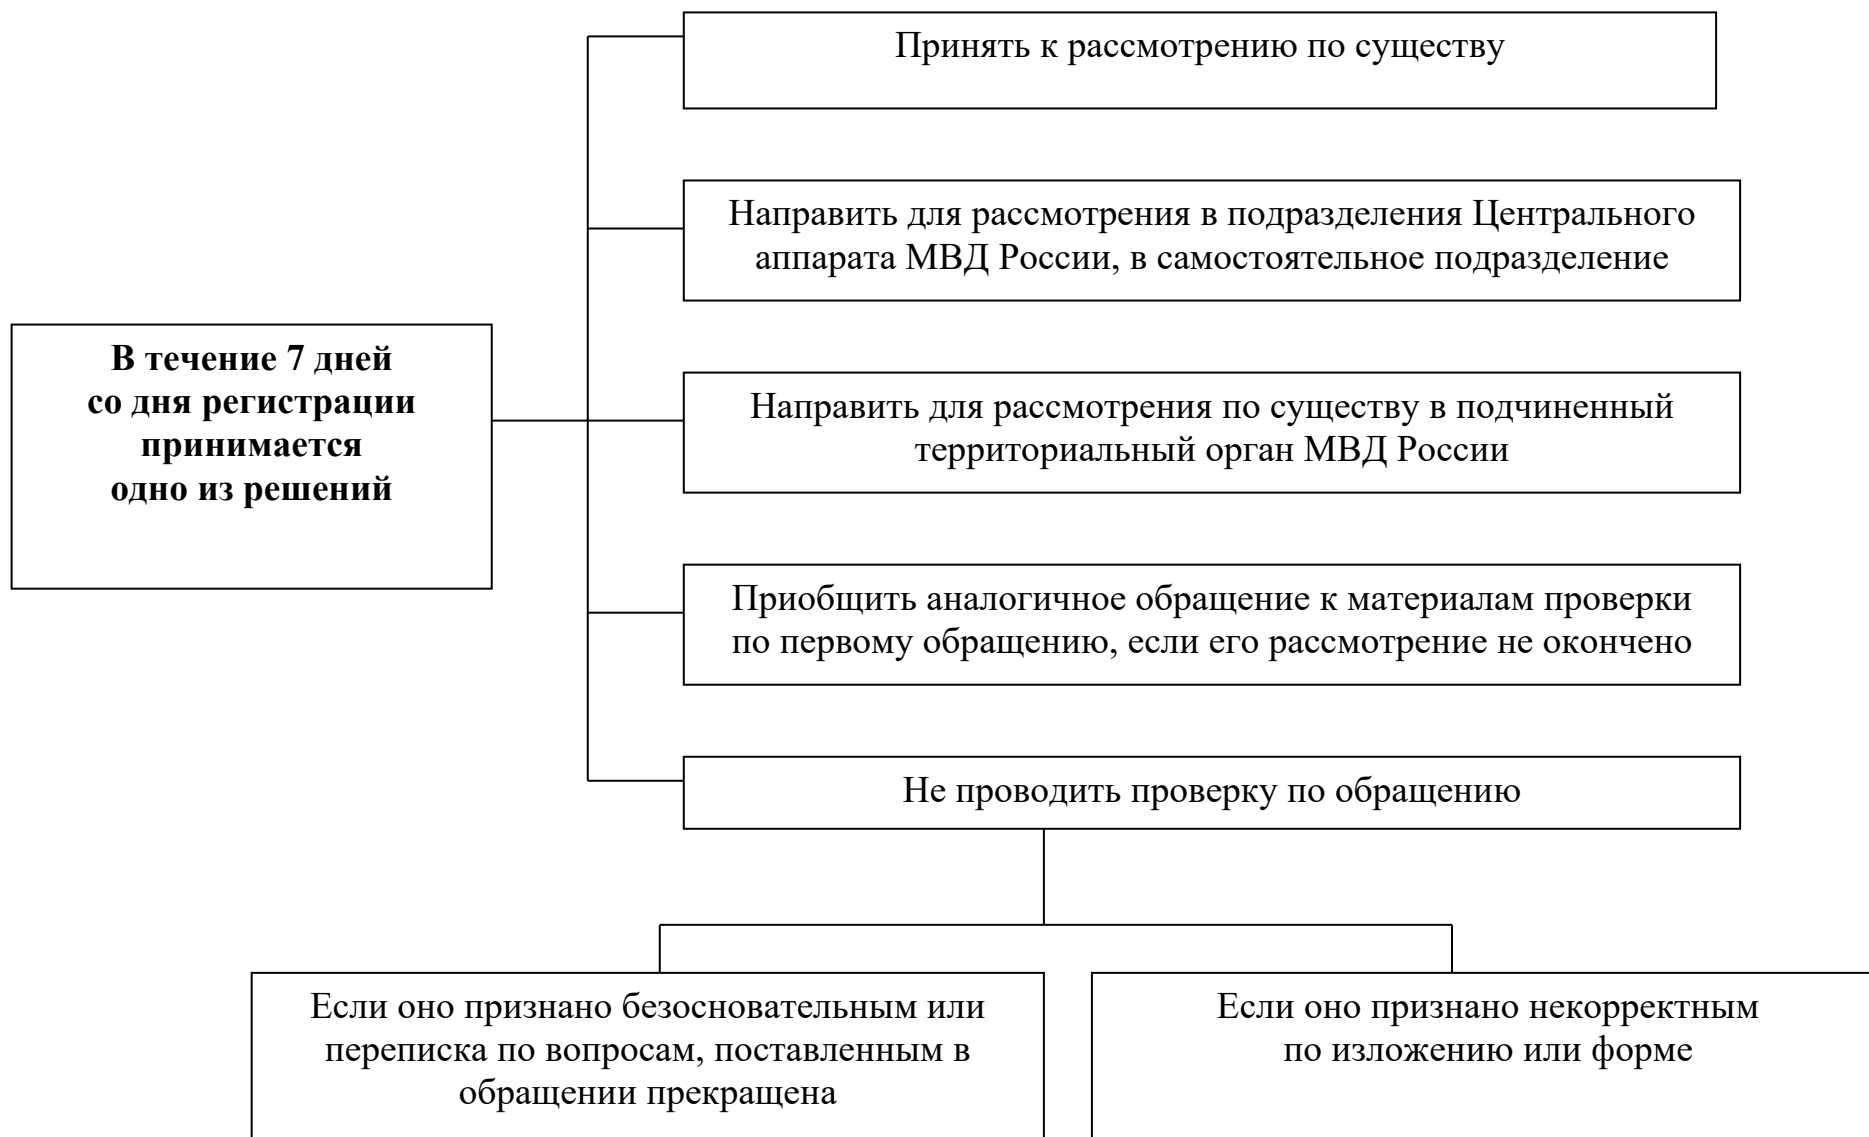 Принять к рассмотрению по существу
Направить для рассмотрения в подразделения Центрального
аппарата МВД России, в самостоятельное подразделение
В течение 7 дней
со дня регистрации
принимается
одно из решений
Направить для рассмотрения по существу в подчиненный
территориальный орган МВД России
Приобщить аналогичное обращение к материалам проверки
по первому обращению, если его рассмотрение не окончено
Не проводить проверку по обращению
Если оно признано безосновательным или
переписка по вопросам, поставленным в
обращении прекращена
Если оно признано некорректным
по изложению или форме